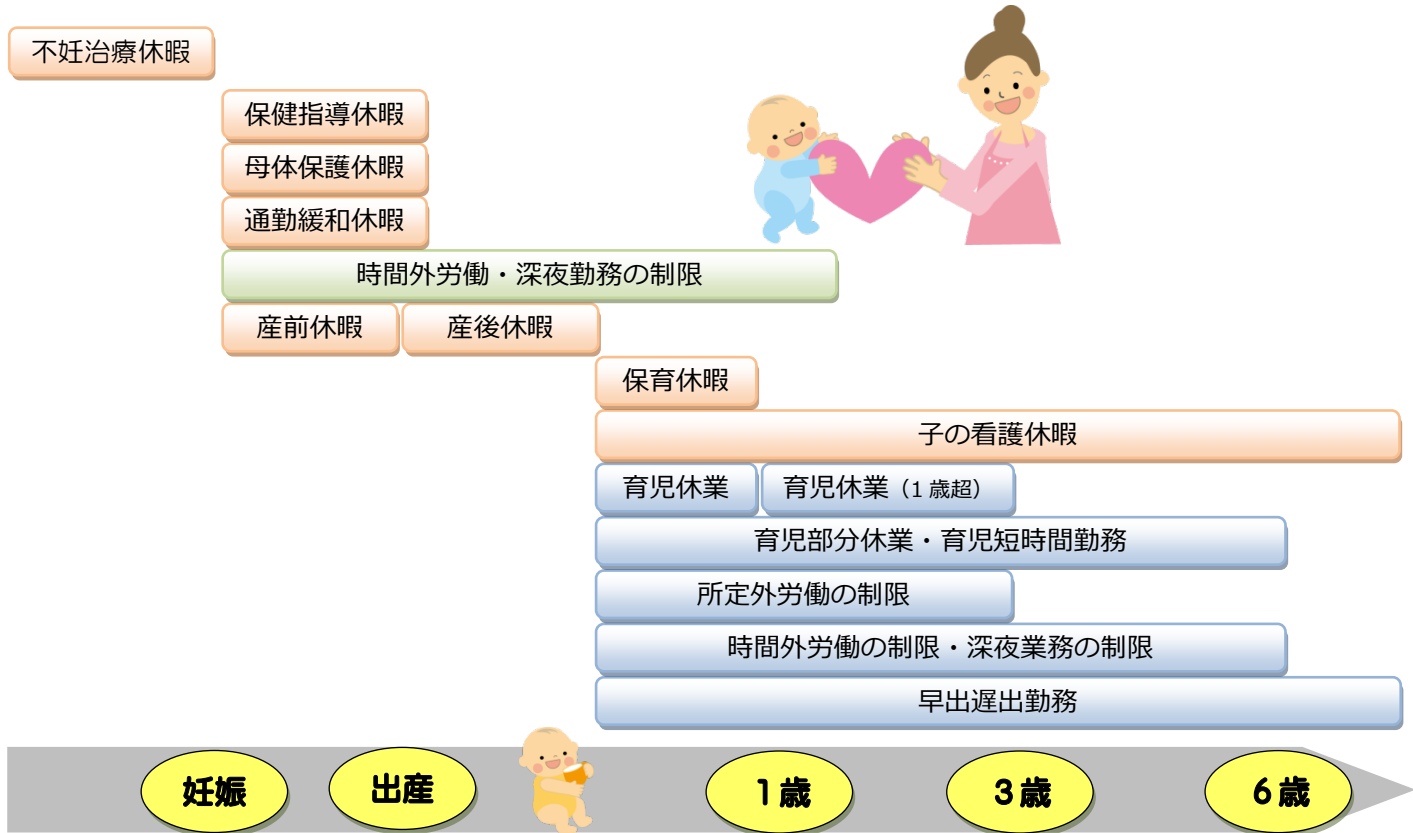 不妊治療休暇
保健指導休暇
母体保護休暇
通勤緩和休暇
時間外労働・深夜勤務の制限
産前休暇
産後休暇
保育休暇
子の看護休暇
育児休業
育児休業（1歳超）
育児部分休業・育児短時間勤務
所定外労働の制限
時間外労働の制限・深夜業務の制限
早出遅出勤務
妊娠
出産
1歳
3歳
6歳